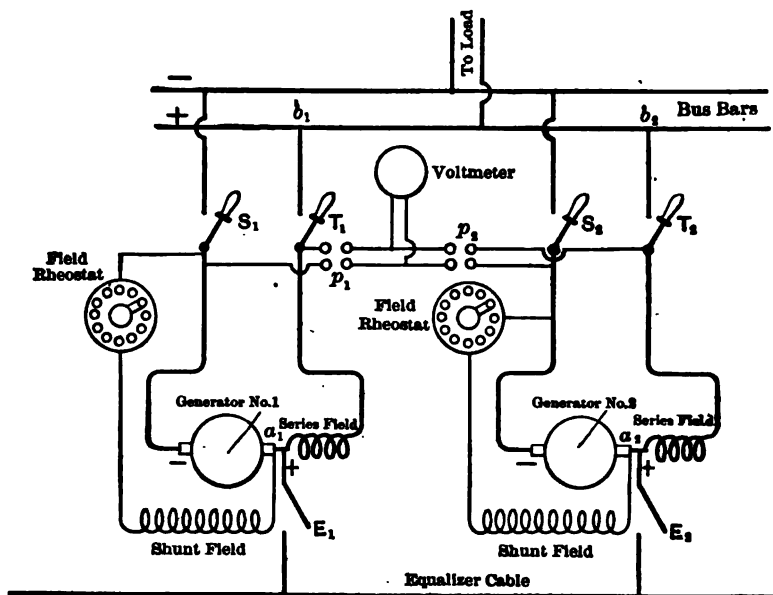 To Load
−
+
b₁
b₂
Bus Bars
Voltmeter
S₁
T₁
p₂
S₂
T₂
Field
Rheostat
p₁
Field
Rheostat
Generator No.1
a₁
Series Field
−
+
Generator No.2
a₂
Series Field
−
+
E₁
E₂
Shunt Field
Shunt Field
Equalizer Cable